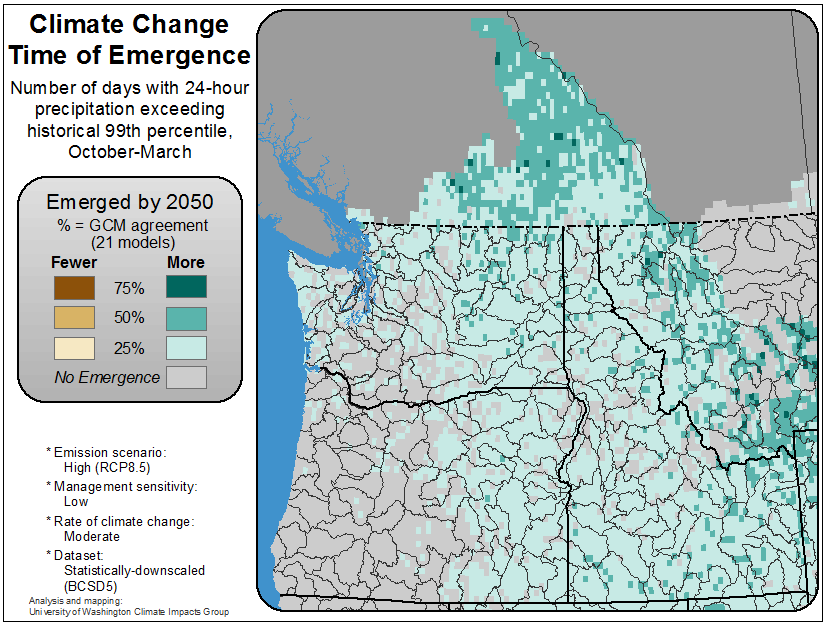 Climate Change
Time of Emergence
Number of days with 24-hour
precipitation exceeding
historical 99th percentile,
October-March
Emerged by 2050
% = GCM agreement
(21 models)
Fewer More
75%
50%
25%
No Emergence
* Emission scenario:
High (RCP8.5)
* Management sensitivity:
Low
* Rate of climate change:
Moderate
* Dataset:
Statistically-downscaled
(BCSD5)
Analysis and mapping:
University of Washington Climate Impacts Group